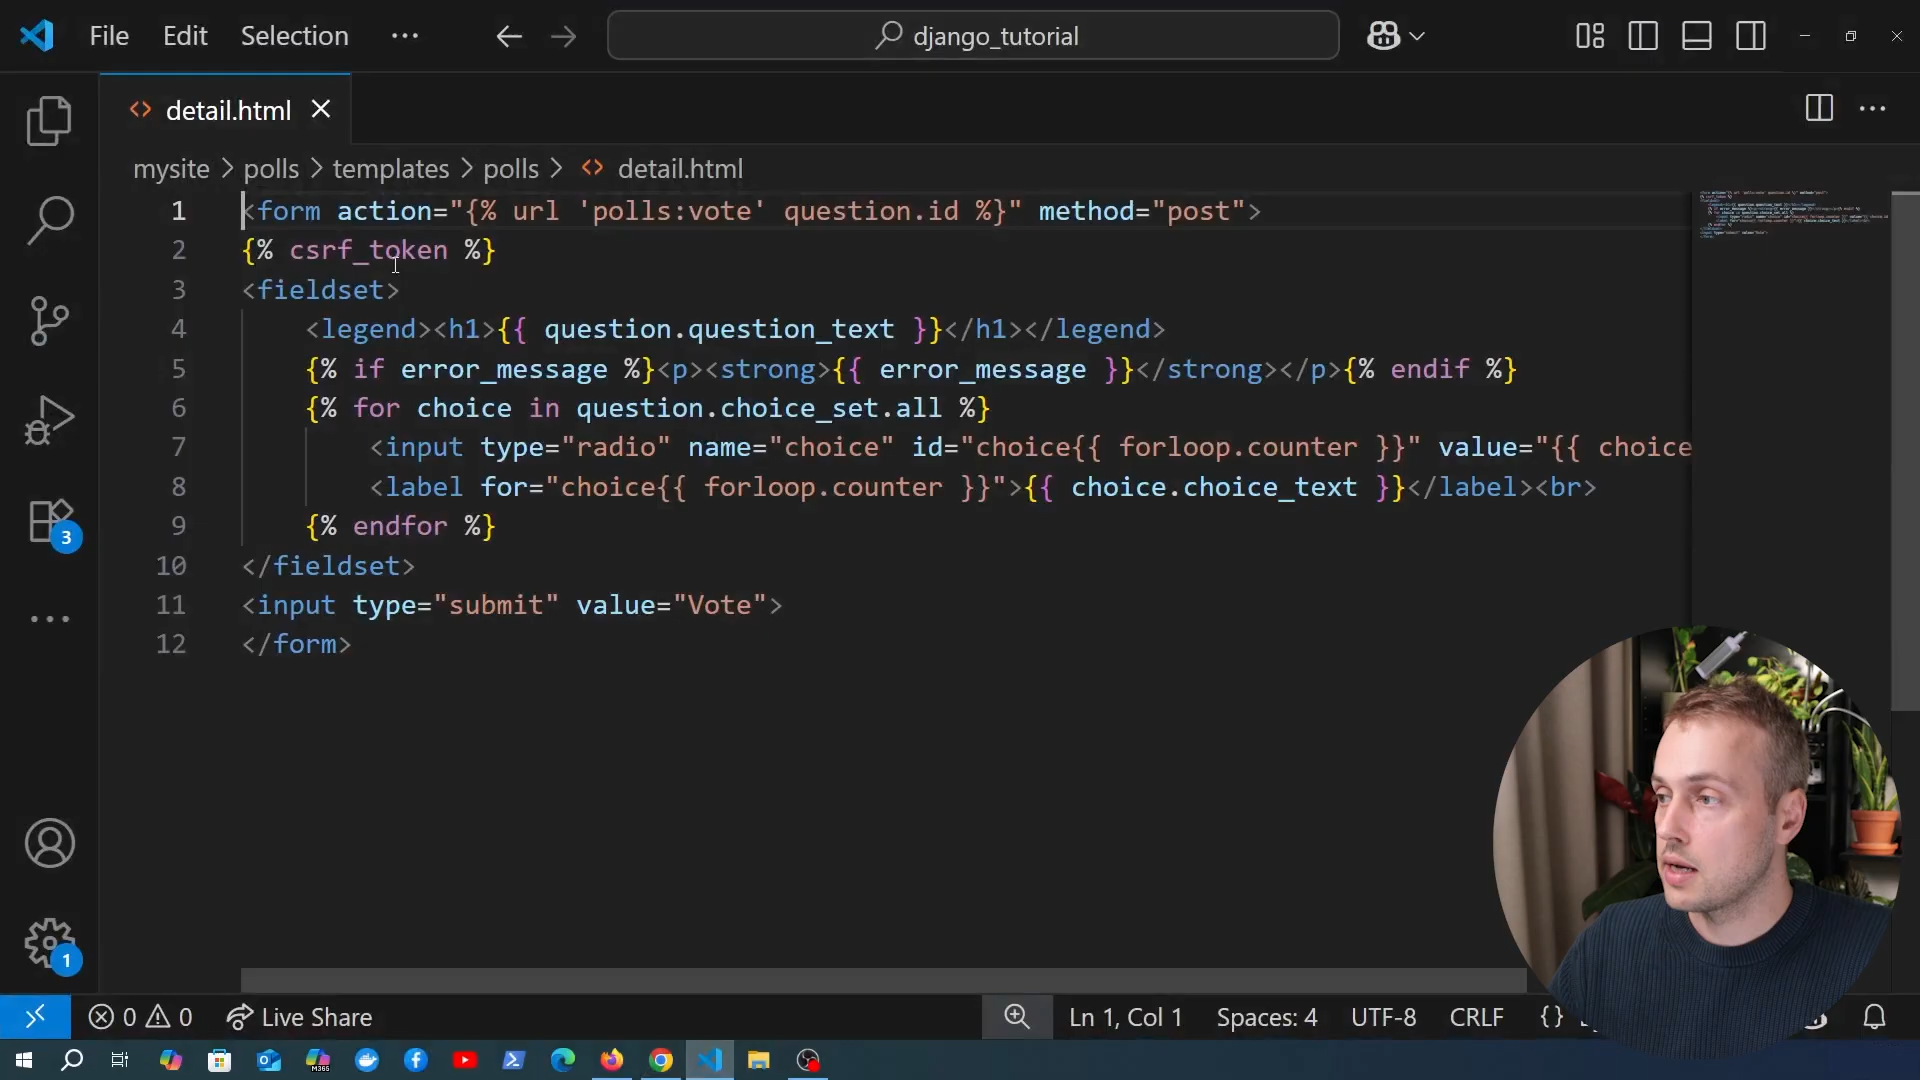 File Edit Selection ... django_tutorial
detail.html
mysite > polls > templates > polls > detail.html
1 <form action="{% url 'polls:vote' question.id %}" method="post">
2 {% csrf_token %}
3 <fieldset>
4 <legend><h1>{{ question.question_text }}</h1></legend>
5 {% if error_message %}<p><strong>{{ error_message }}</strong></p>{% endif %}
6 {% for choice in question.choice_set.all %}
7 <input type="radio" name="choice" id="choice{{ forloop.counter }}" value="{{ choice
8 <label for="choice{{ forloop.counter }}">{{ choice.choice_text }}</label><br>
9 {% endfor %}
10 </fieldset>
11 <input type="submit" value="Vote">
12 </form>
3
1
0 0 Live Share Ln 1, Col 1 Spaces: 4 UTF-8 CRLF {}
M365